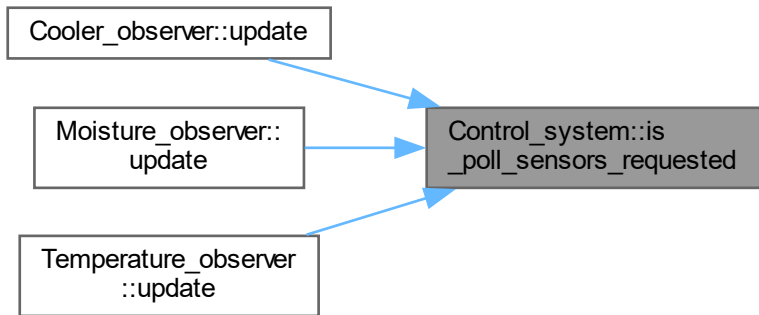 Cooler_observer::update
Moisture_observer::
update
Temperature_observer
::update
Control_system::is
_poll_sensors_requested